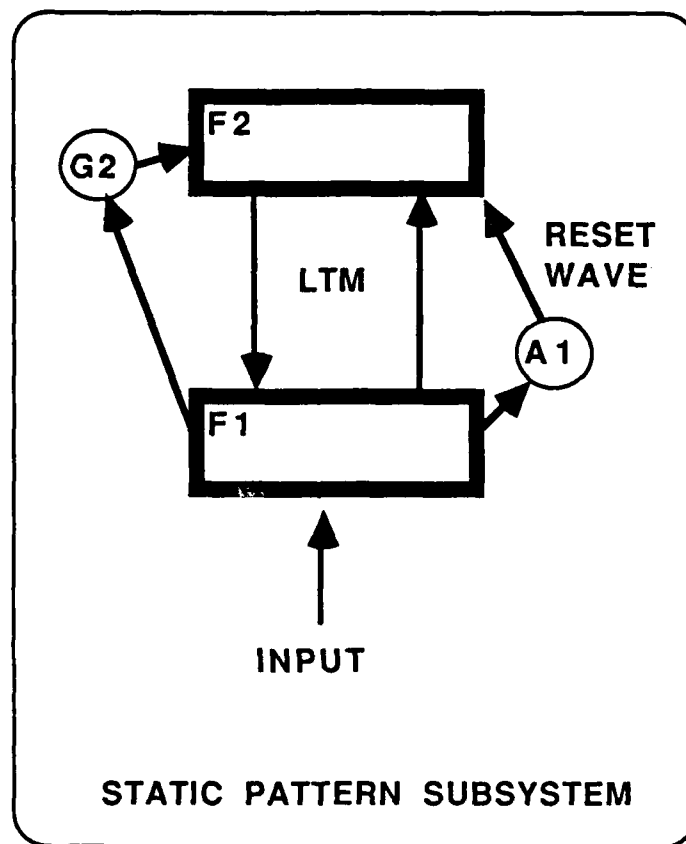 F2
G2
LTM
RESET
WAVE
A1
F1
INPUT
STATIC PATTERN SUBSYSTEM